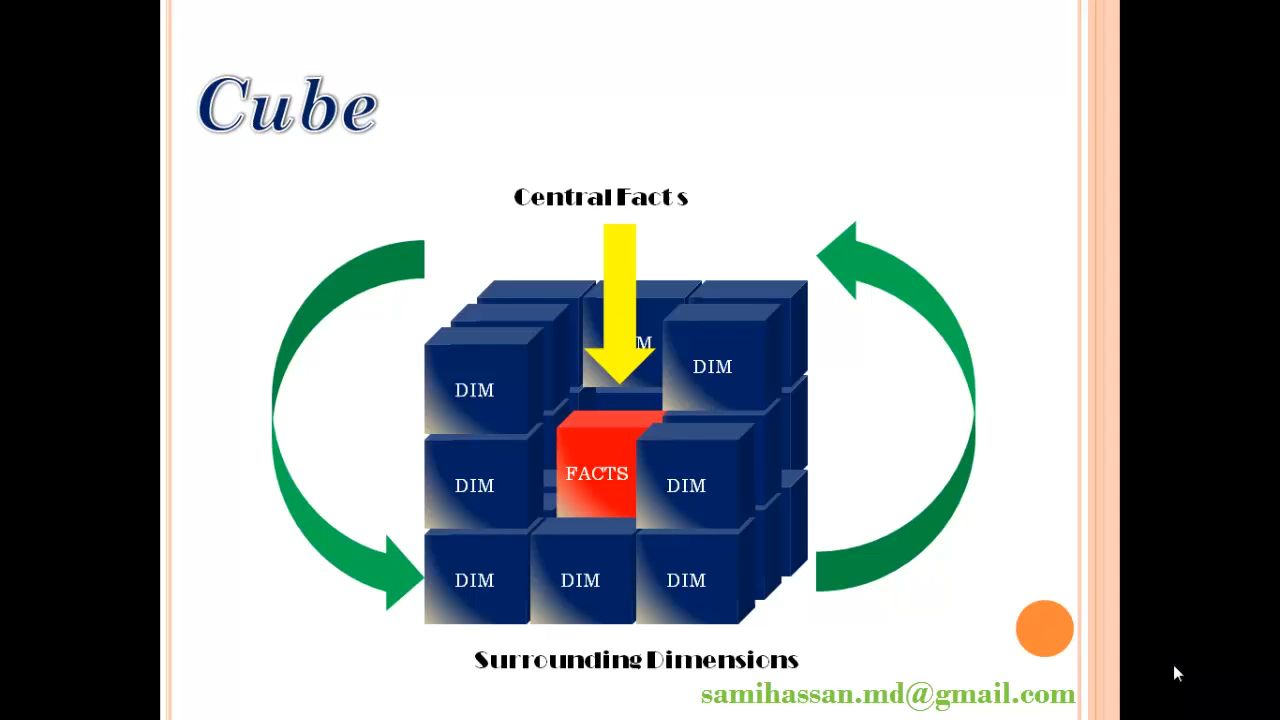 Cube
Central Facts
M
DIM
DIM
FACTS
DIM
DIM
DIM
DIM
DIM
Surrounding Dimensions
samihassan.md@gmail.com